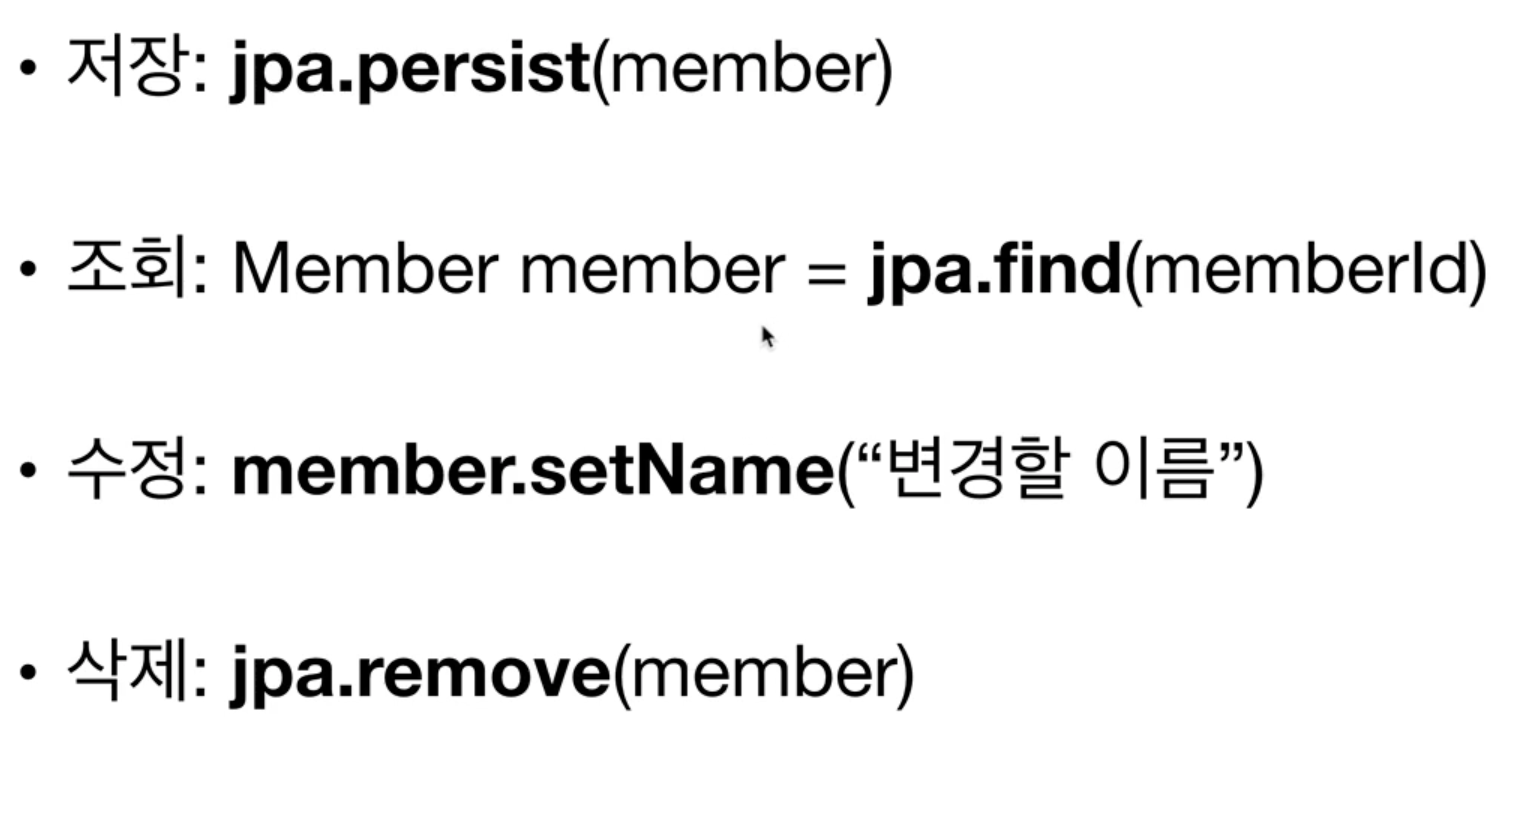 • 저장: jpa.persist(member)
• 조회: Member member = jpa.find(memberId)
• 수정: member.setName(“변경할 이름”)
• 삭제: jpa.remove(member)